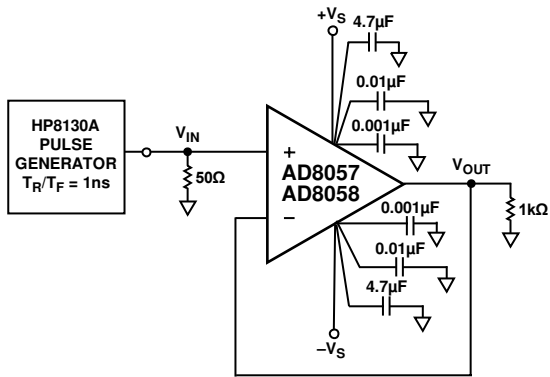 +VS
4.7µF
0.01µF
0.001µF
HP8130A
PULSE
GENERATOR
TR/TF = 1ns
VIN
50Ω
+
AD8057
AD8058
–
VOUT
1kΩ
0.001µF
0.01µF
4.7µF
–VS